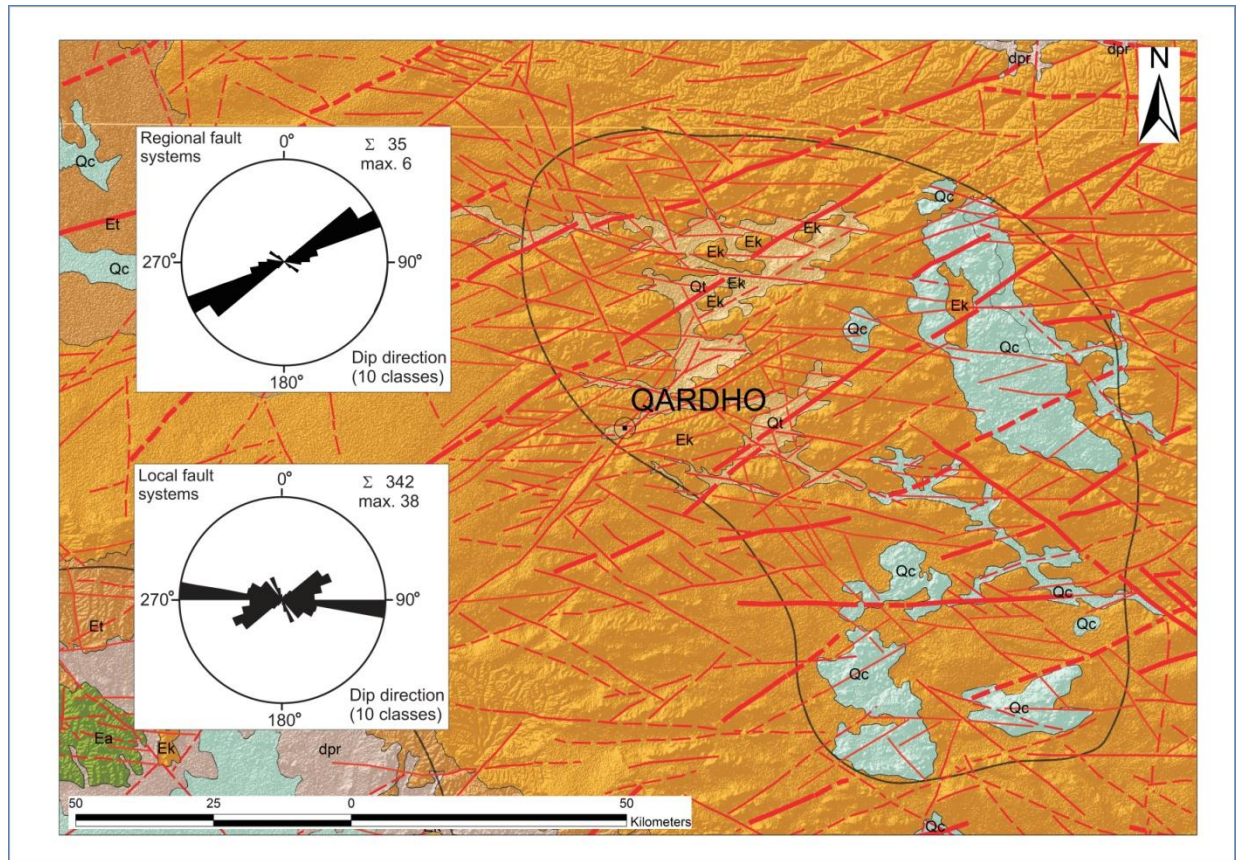 dpr
dpr
N
Regional fault
systems
0°
Σ 35
max. 6
270°
90°
180°
Dip direction
(10 classes)
Qc
Et
Qc
Qc
Ek
Ek
Ek
Qt
Ek
Ek
Ek
Qc
Qc
QARDHO
Qt
Ek
Local fault
systems
0°
Σ 342
max. 38
270°
90°
180°
Dip direction
(10 classes)
Et
Qc
Qc
Qc
Qc
Qc
Ea
Ek
dpr
50
25
0
50
Kilometers
Qc